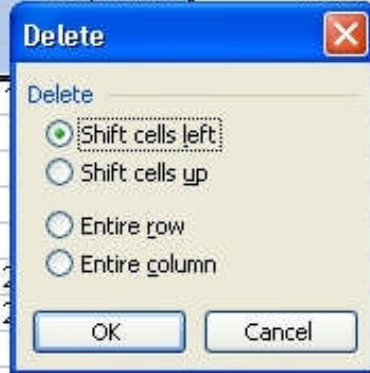 Delete
Delete
Shift cells left
Shift cells up
Entire row
Entire column
OK
Cancel